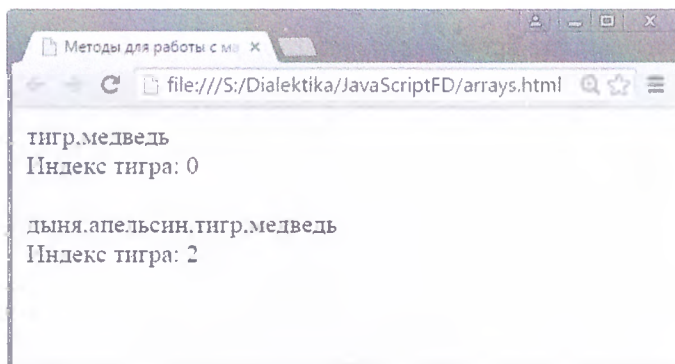 Методы для работы с ма
file:///S:/Dialektika/JavaScriptFD/arrays.html
тигр,медведь
Индекс тигра: 0
дыня,апельсин,тигр,медведь
Индекс тигра: 2